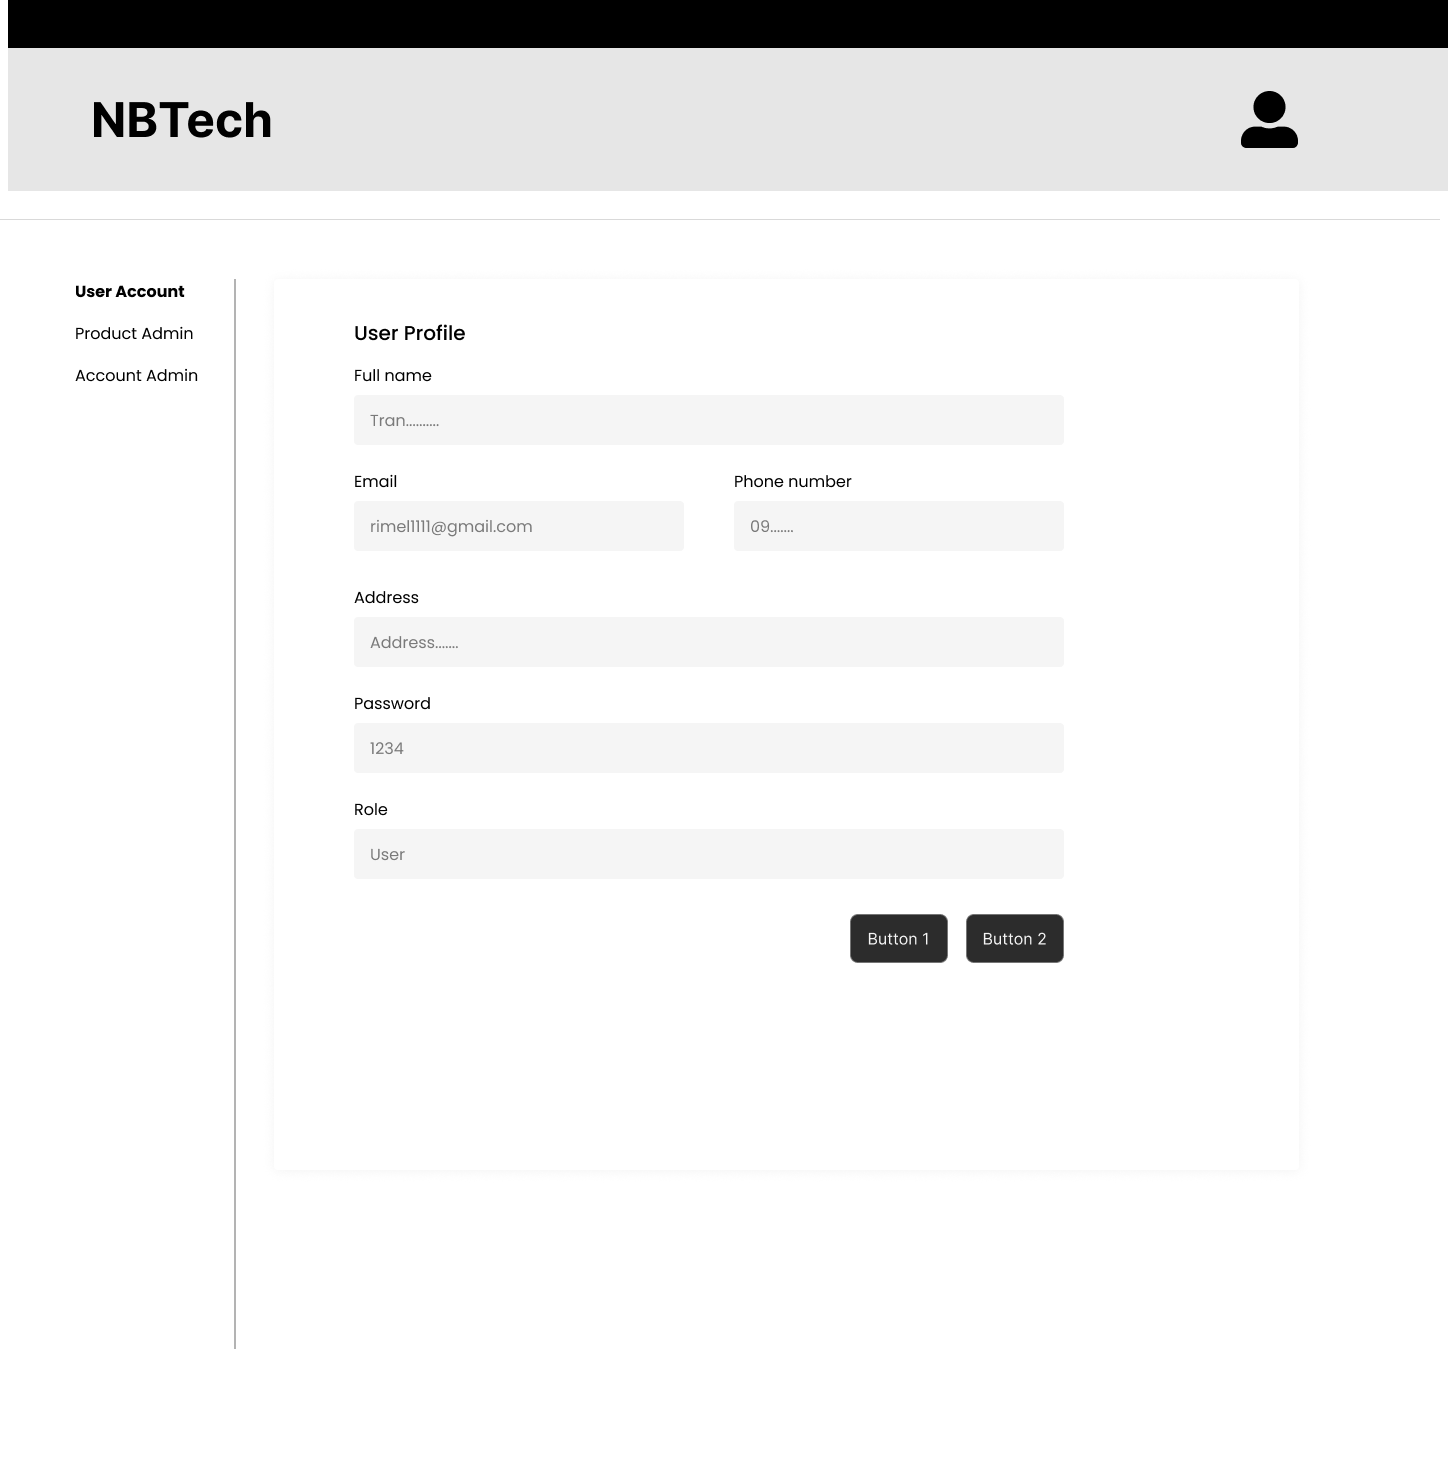 NBTech
User Account
Product Admin
Account Admin
User Profile
Full name
Tran..........
Email
Phone number
rimel1111@gmail.com
09.......
Address
Address.......
Password
1234
Role
User
Button 1
Button 2